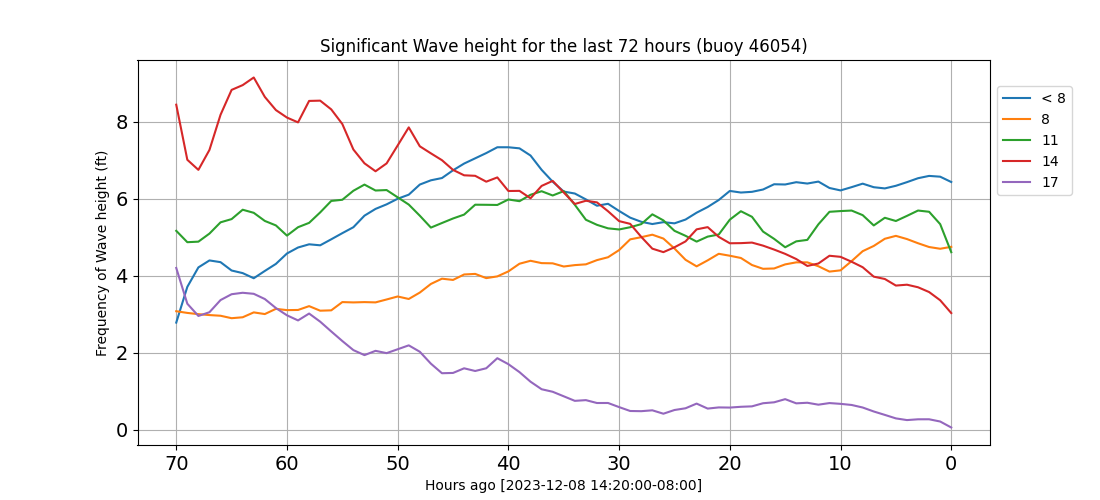 Significant Wave height for the last 72 hours (buoy 46054)
Frequency of Wave height (ft)
8
6
4
2
0
70 60 50 40 30 20 10 0
Hours ago [2023-12-08 14:20:00-08:00]
< 8
8
11
14
17